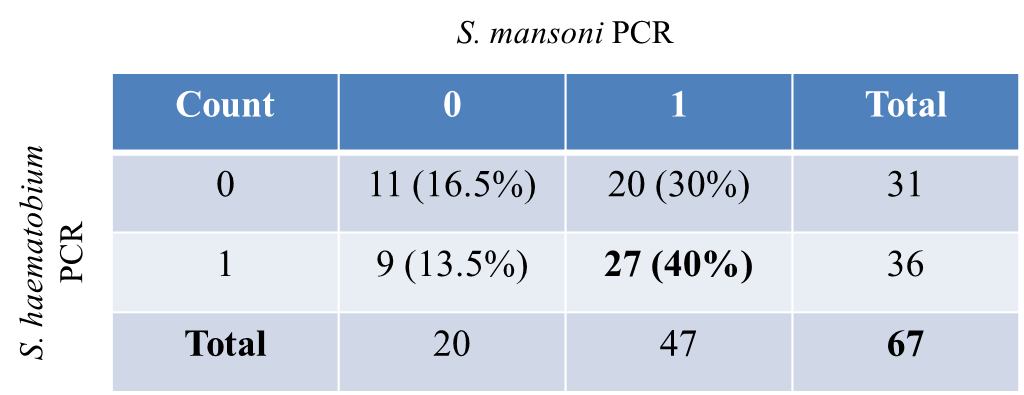 S. mansoni PCR
S. haematobium
PCR
Count 0 1 Total
0 11 (16.5%) 20 (30%) 31
1 9 (13.5%) 27 (40%) 36
Total 20 47 67